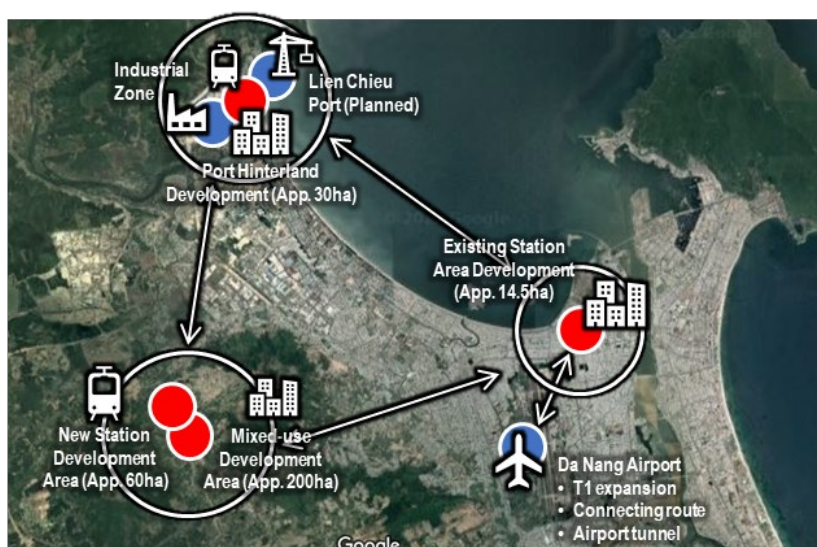 Industrial
Zone
Lien Chieu
Port (Planned)
Port Hinterland
Development (App. 30ha)
Existing Station
Area Development
(App. 14.5ha)
New Station
Development
Area (App. 60ha)
Mixed-use
Development
Area (App. 200ha)
Da Nang Airport
• T1 expansion
• Connecting route
• Airport tunnel
Google